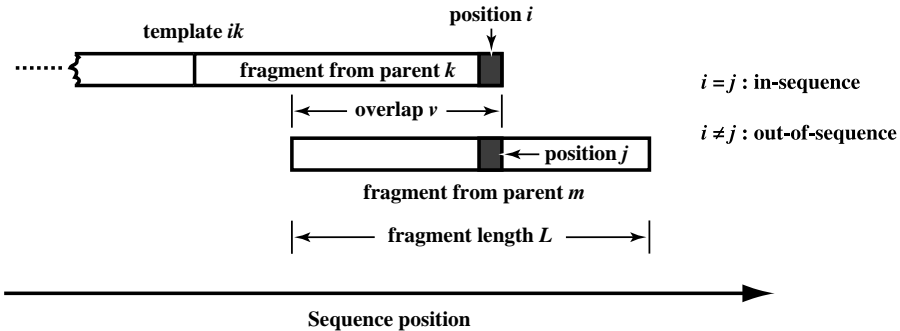 position i
template ik
fragment from parent k
i = j : in-sequence
overlap v
i ≠ j : out-of-sequence
position j
fragment from parent m
fragment length L
Sequence position